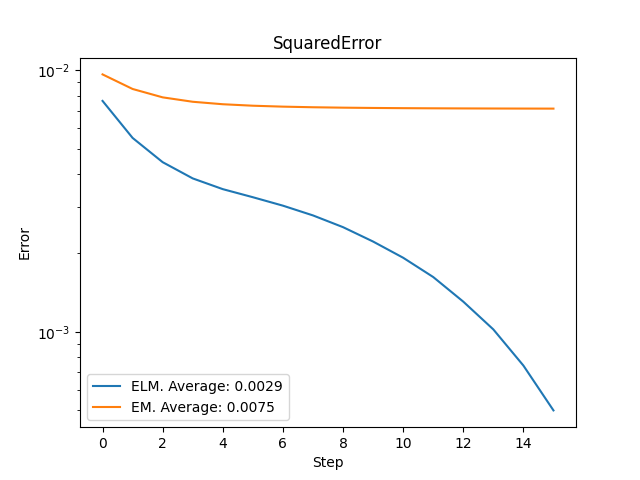 SquaredError
10⁻²
10⁻³
Error
ELM. Average: 0.0029
EM. Average: 0.0075
0 2 4 6 8 10 12 14
Step